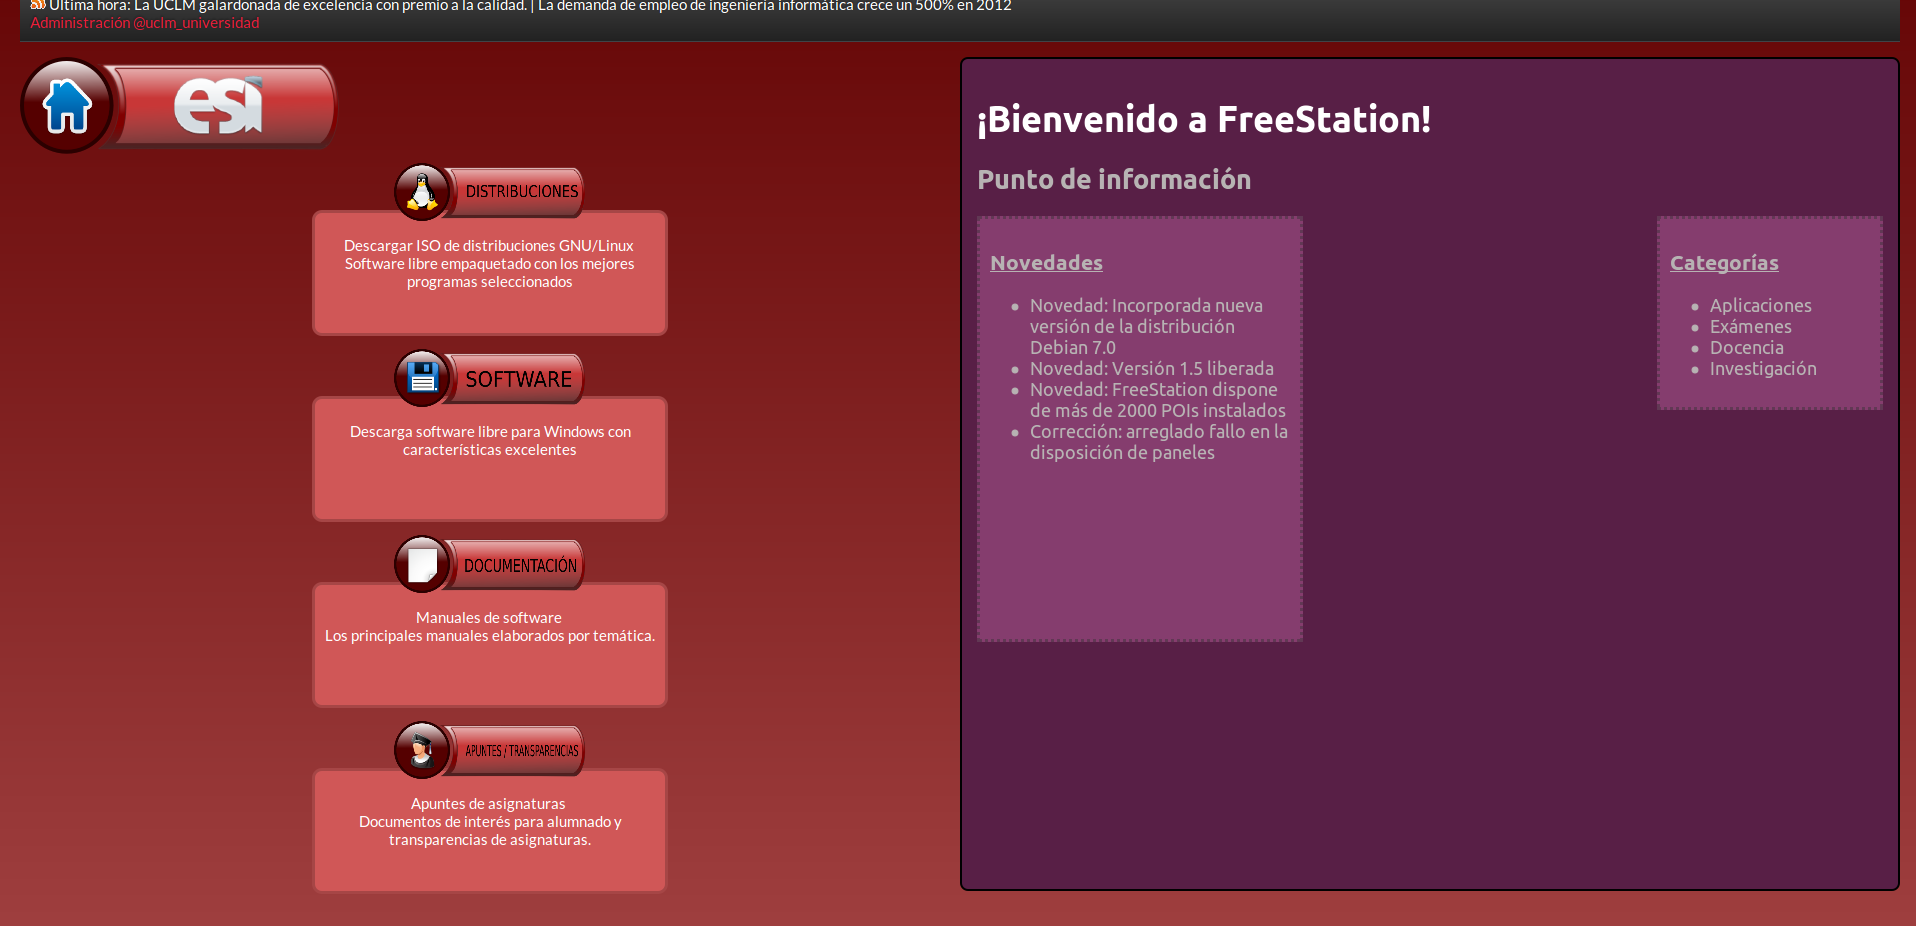 Última hora: La UCLM galardonada de excelencia con premio a la calidad. | La demanda de empleo de ingeniería informática crece un 500% en 2012
Administración @uclm_universidad
esi
DISTRIBUCIONES
Descargar ISO de distribuciones GNU/Linux
Software libre empaquetado con los mejores
programas seleccionados
SOFTWARE
Descarga software libre para Windows con
características excelentes
DOCUMENTACIÓN
Manuales de software
Los principales manuales elaborados por temática.
APUNTES / TRANSPARENCIAS
Apuntes de asignaturas
Documentos de interés para alumnado y
transparencias de asignaturas.
¡Bienvenido a FreeStation!
Punto de información
Novedades
Novedad: Incorporada nueva
versión de la distribución
Debian 7.0
Novedad: Versión 1.5 liberada
Novedad: FreeStation dispone
de más de 2000 POIs instalados
Corrección: arreglado fallo en la
disposición de paneles
Categorías
Aplicaciones
Exámenes
Docencia
Investigación